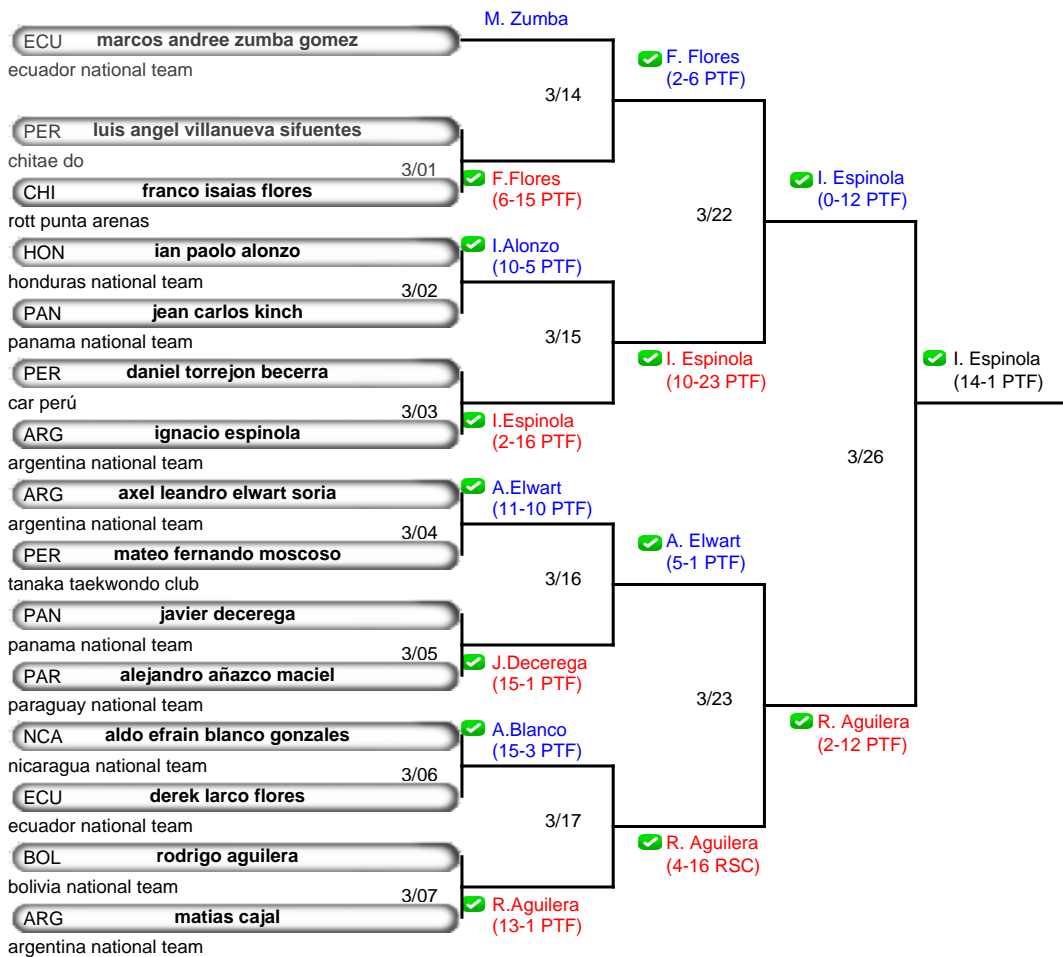 M. Zumba
ECU marcos andree zumba gomez
ecuador national team
F. Flores
(2-6 PTF)
3/14
PER luis angel villanueva sifuentes
chitae do
3/01
F.Flores
(6-15 PTF)
CHI franco isaias flores
rott punta arenas
I. Espinola
(0-12 PTF)
3/22
HON ian paolo alonzo
honduras national team
I.Alonzo
(10-5 PTF)
3/02
PAN jean carlos kinch
panama national team
3/15
I. Espinola
(10-23 PTF)
I. Espinola
(14-1 PTF)
PER daniel torrejon becerra
car perú
3/03
I.Espinola
(2-16 PTF)
ARG ignacio espinola
argentina national team
3/26
ARG axel leandro elwart soria
argentina national team
A.Elwart
(11-10 PTF)
3/04
PER mateo fernando moscoso
tanaka taekwondo club
A. Elwart
(5-1 PTF)
3/16
PAN javier decerega
panama national team
3/05
J.Decerega
(15-1 PTF)
PAR alejandro añazco maciel
paraguay national team
3/23
R. Aguilera
(2-12 PTF)
NCA aldo efrain blanco gonzales
nicaragua national team
A.Blanco
(15-3 PTF)
3/06
ECU derek larco flores
ecuador national team
3/17
R. Aguilera
(4-16 RSC)
BOL rodrigo aguilera
bolivia national team
3/07
R.Aguilera
(13-1 PTF)
ARG matias cajal
argentina national team